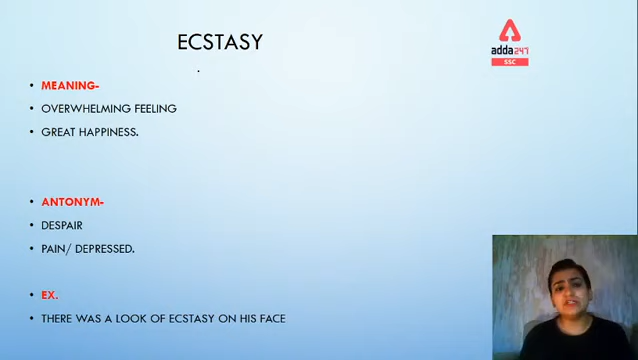 ECSTASY
adda247
SSC
MEANING-
OVERWHELMING FEELING
GREAT HAPPINESS.
ANTONYM-
DESPAIR
PAIN/ DEPRESSED.
EX.
THERE WAS A LOOK OF ECSTASY ON HIS FACE